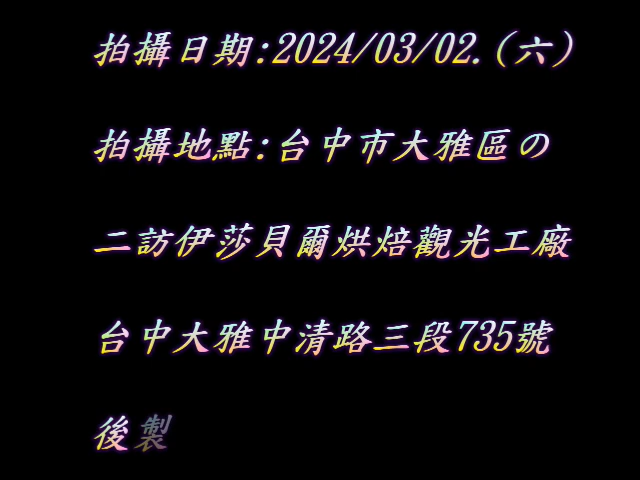 拍攝日期:2024/03/02.(六)
拍攝地點:台中市大雅區の
二訪伊莎貝爾烘焙觀光工廠
台中大雅中清路三段735號
後製